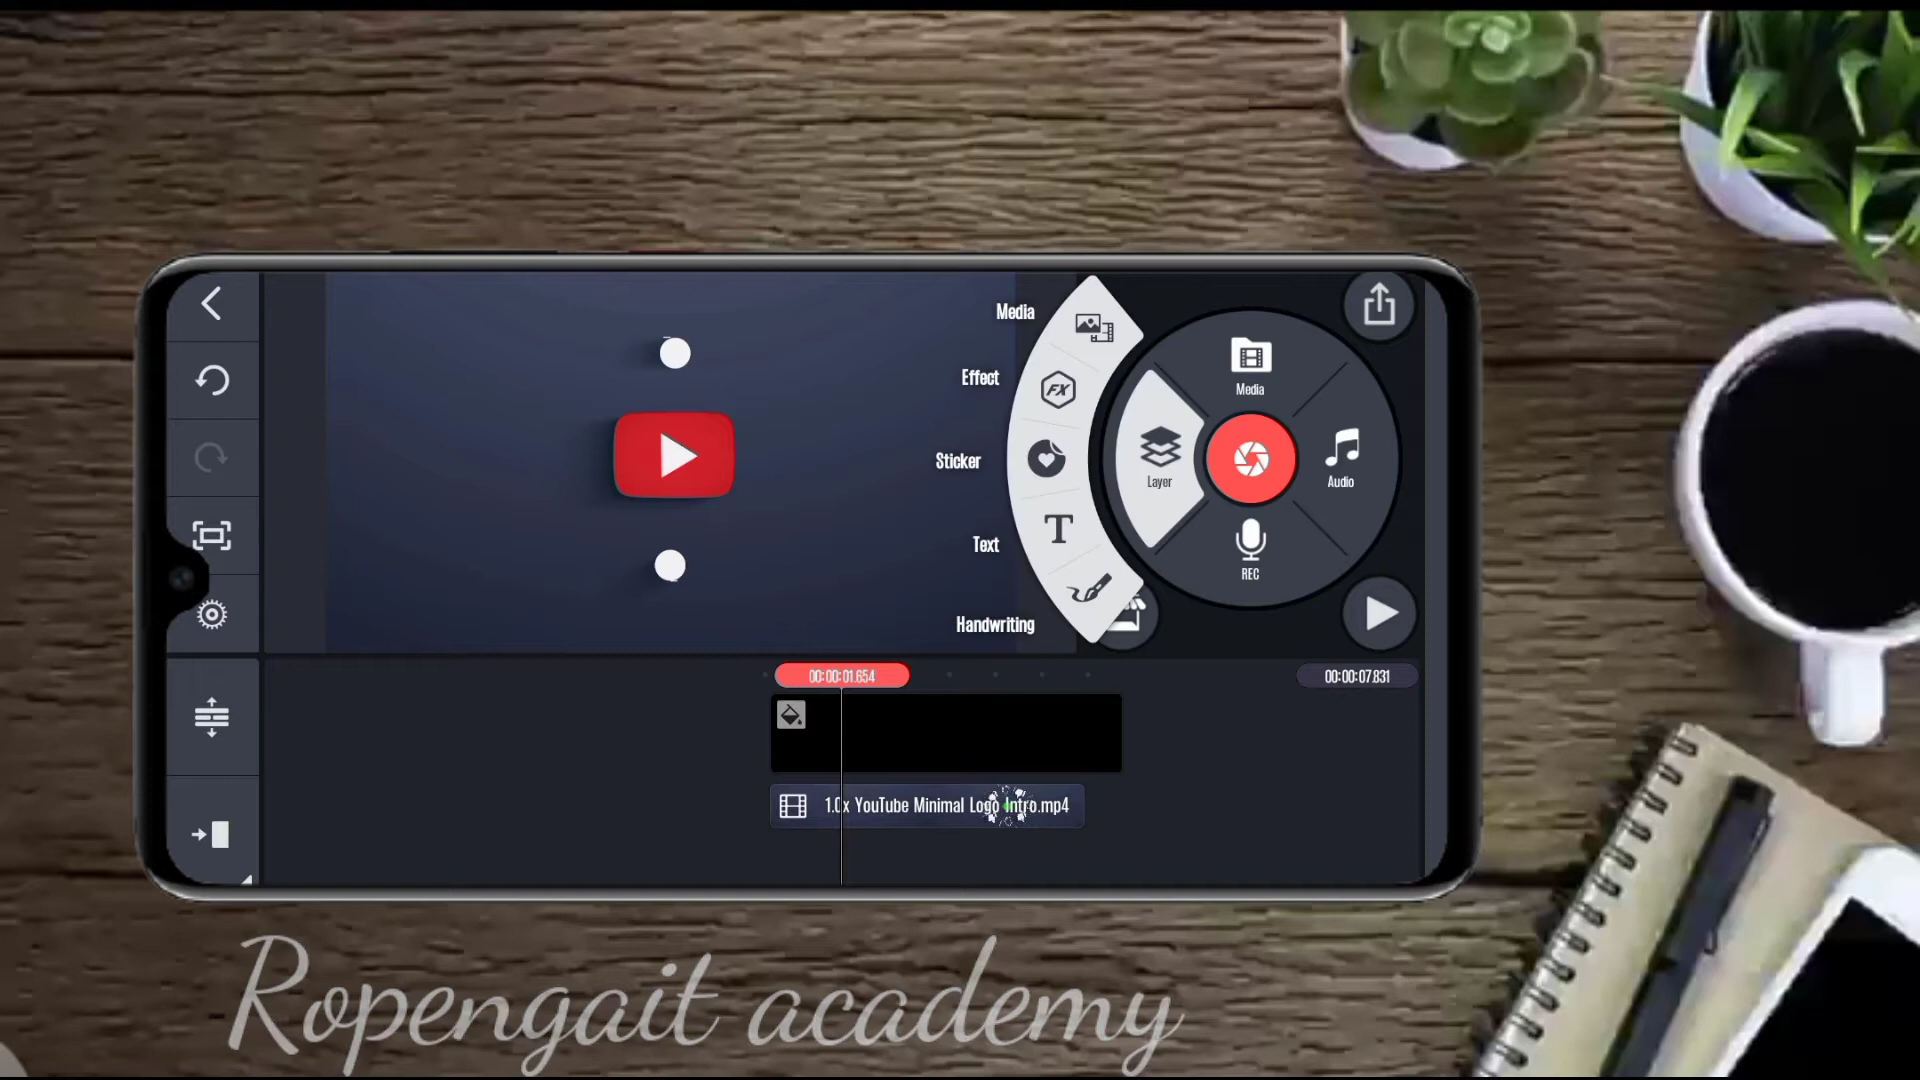 Media
Effect
Sticker
Text
Handwriting
Media
Layer
Audio
REC
00:00:01.654
00:00:07.831
1.0x YouTube Minimal Logo Intro.mp4
Ropengait academy